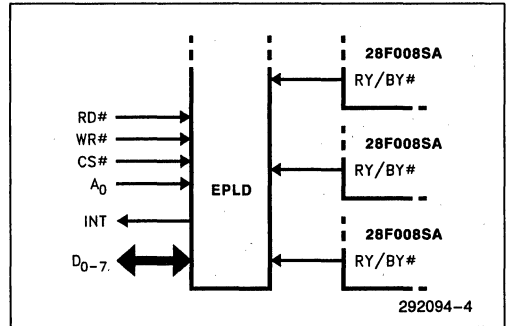 28F008SA
RY/BY#
RD#
WR#
CS#
A0
INT
D0-7
EPLD
28F008SA
RY/BY#
28F008SA
RY/BY#
292094-4